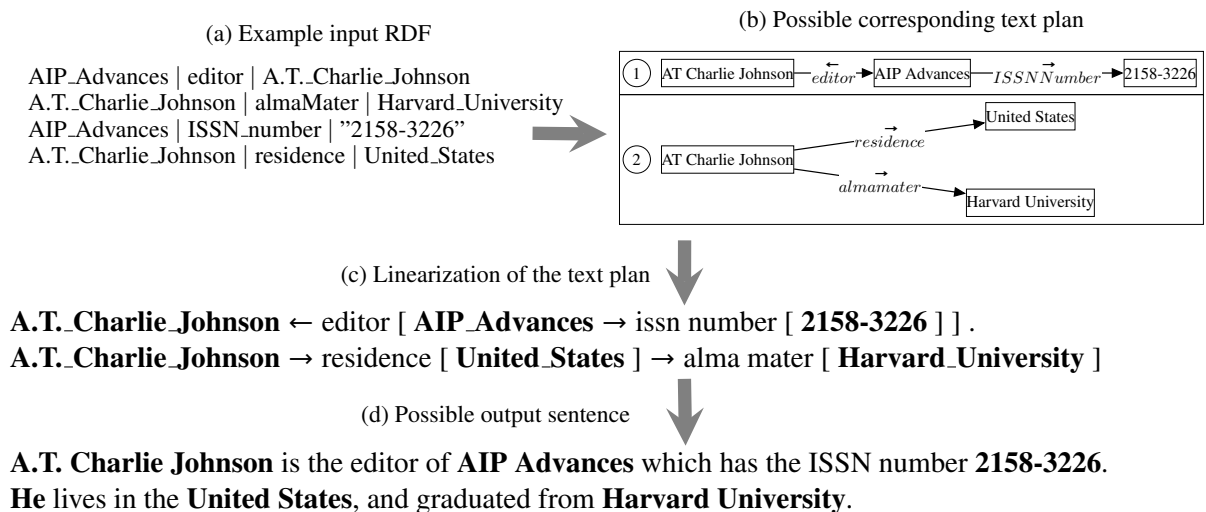 (a) Example input RDF
AIP_Advances | editor | A.T._Charlie_Johnson
A.T._Charlie_Johnson | almaMater | Harvard_University
AIP_Advances | ISSN_number | ”2158-3226”
A.T._Charlie_Johnson | residence | United_States
(b) Possible corresponding text plan
1 AT Charlie Johnson ← editor AIP Advances → ISSNNumber 2158-3226
United States
→ residence
2 AT Charlie Johnson
→ almamater
Harvard University
(c) Linearization of the text plan
A.T._Charlie_Johnson ← editor [ AIP_Advances → issn number [ 2158-3226 ] ] .
A.T._Charlie_Johnson → residence [ United_States ] → alma mater [ Harvard_University ]
(d) Possible output sentence
A.T. Charlie Johnson is the editor of AIP Advances which has the ISSN number 2158-3226.
He lives in the United States, and graduated from Harvard University.